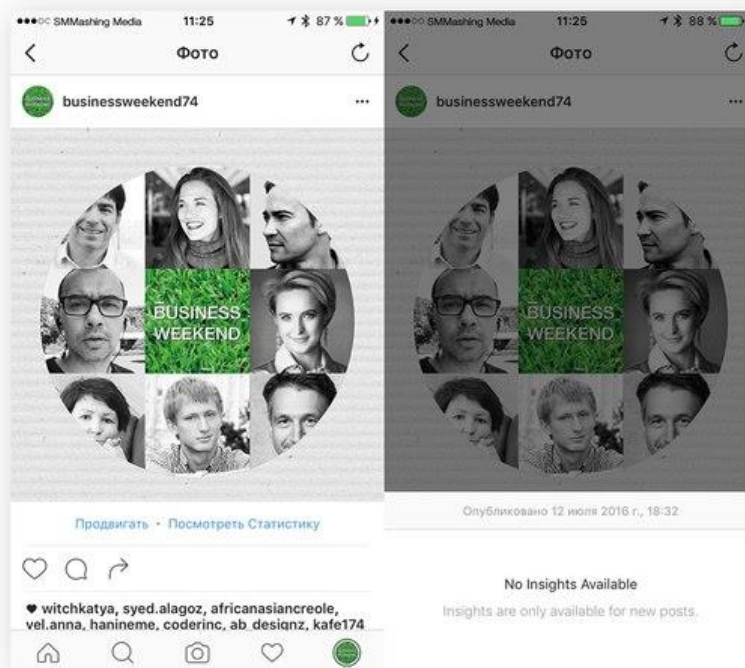 SMMashing Media 11:25 87 %
Фото
businessweekend74
BUSINESS
WEEKEND
Продвигать • Посмотреть Статистику
witchkatya, syed.alagoz, africanasiancreole,
vel.anna, hanineme, coderinc, ab_designz, kafe174
SMMashing Media 11:25 88 %
Фото
businessweekend74
BUSINESS
WEEKEND
Опубликовано 12 июля 2016 г., 18:32
No Insights Available
Insights are only available for new posts.